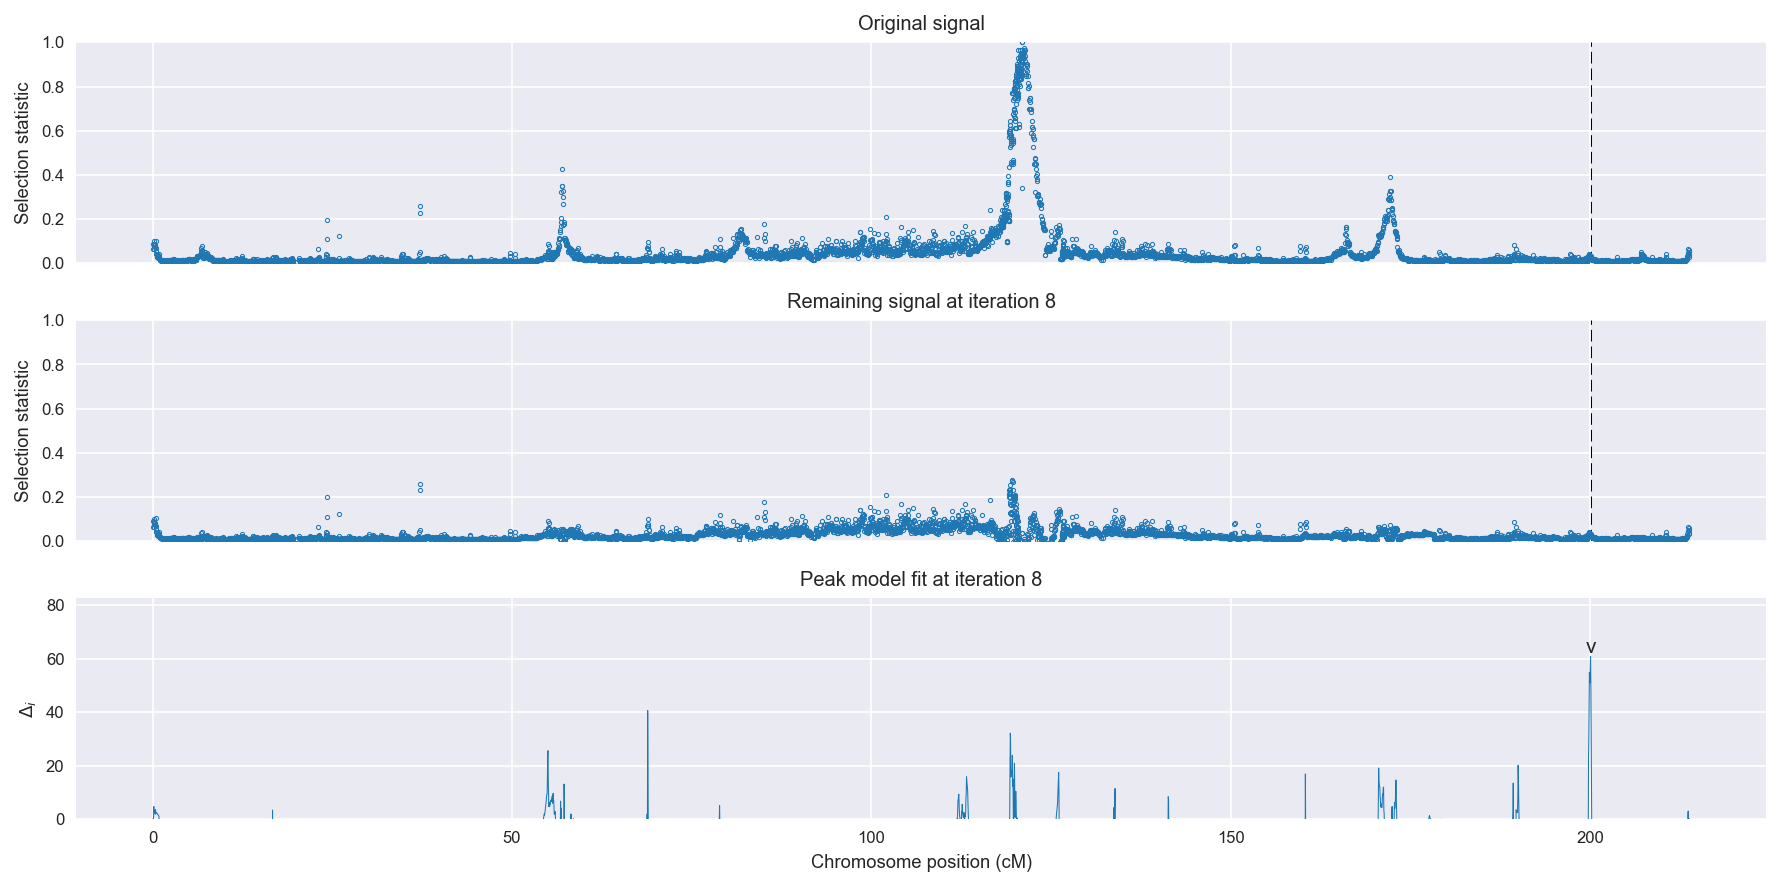 Original signal
1.0
0.8
0.6
0.4
0.2
0.0
Selection statistic
Remaining signal at iteration 8
1.0
0.8
0.6
0.4
0.2
0.0
Selection statistic
Peak model fit at iteration 8
80
60
40
20
0
Δi
v
0 50 100 150 200
Chromosome position (cM)